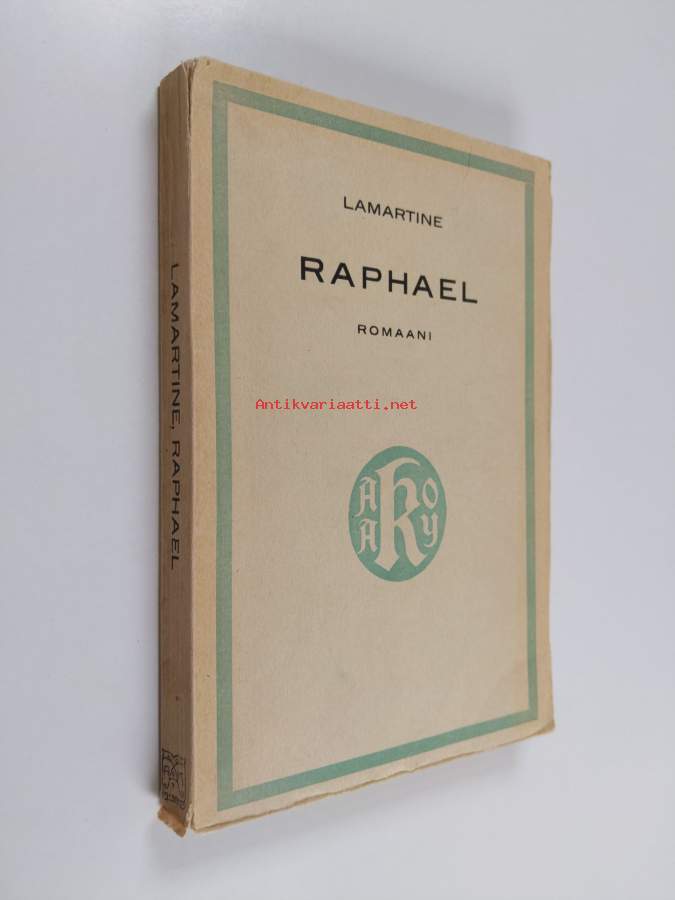 LAMARTINE
RAPHAEL
ROMAANI
Antikvariaatti.net
LAMARTINE, RAPHAEL